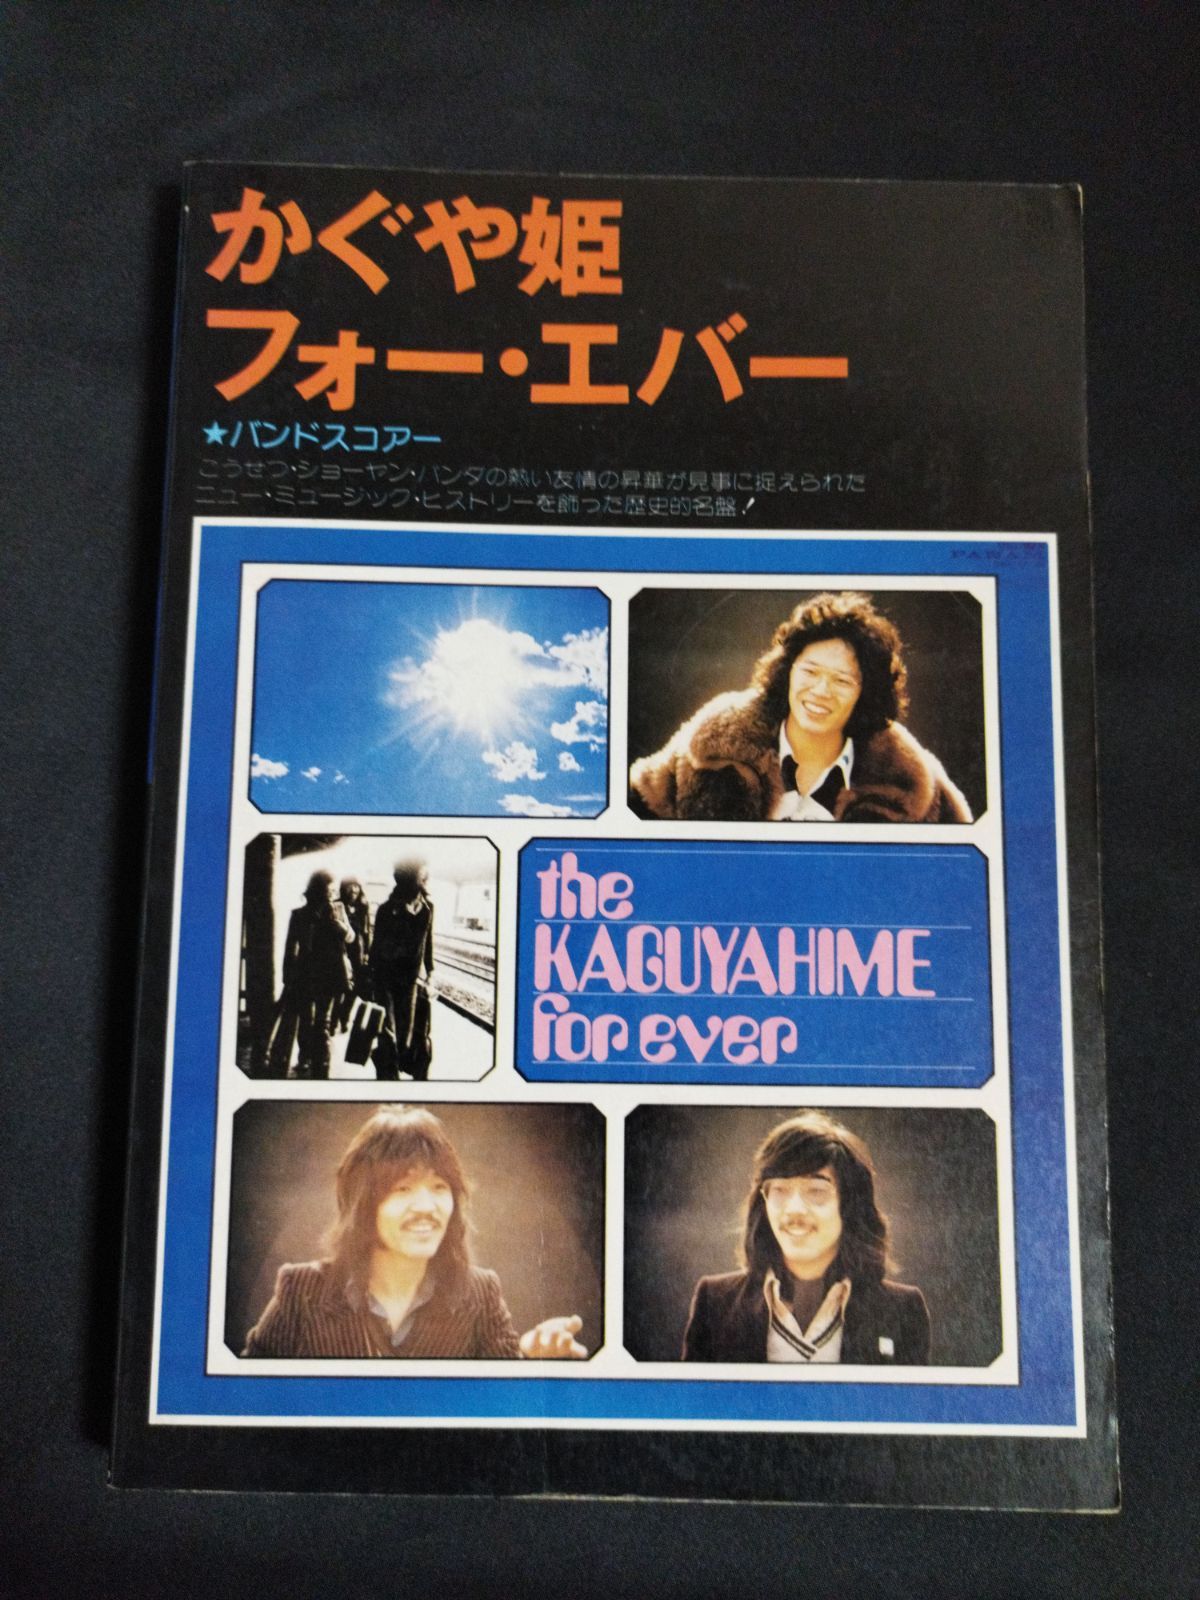 かぐや姫
フォー・エバー
★バンドスコアー
こうせつ・ショーヤン・パンダの熱い友情の昇華が見事に捉えられた
ニュー・ミュージック・ヒストリーを飾った歴史的名盤!
the
KAGUYAHIME
for ever